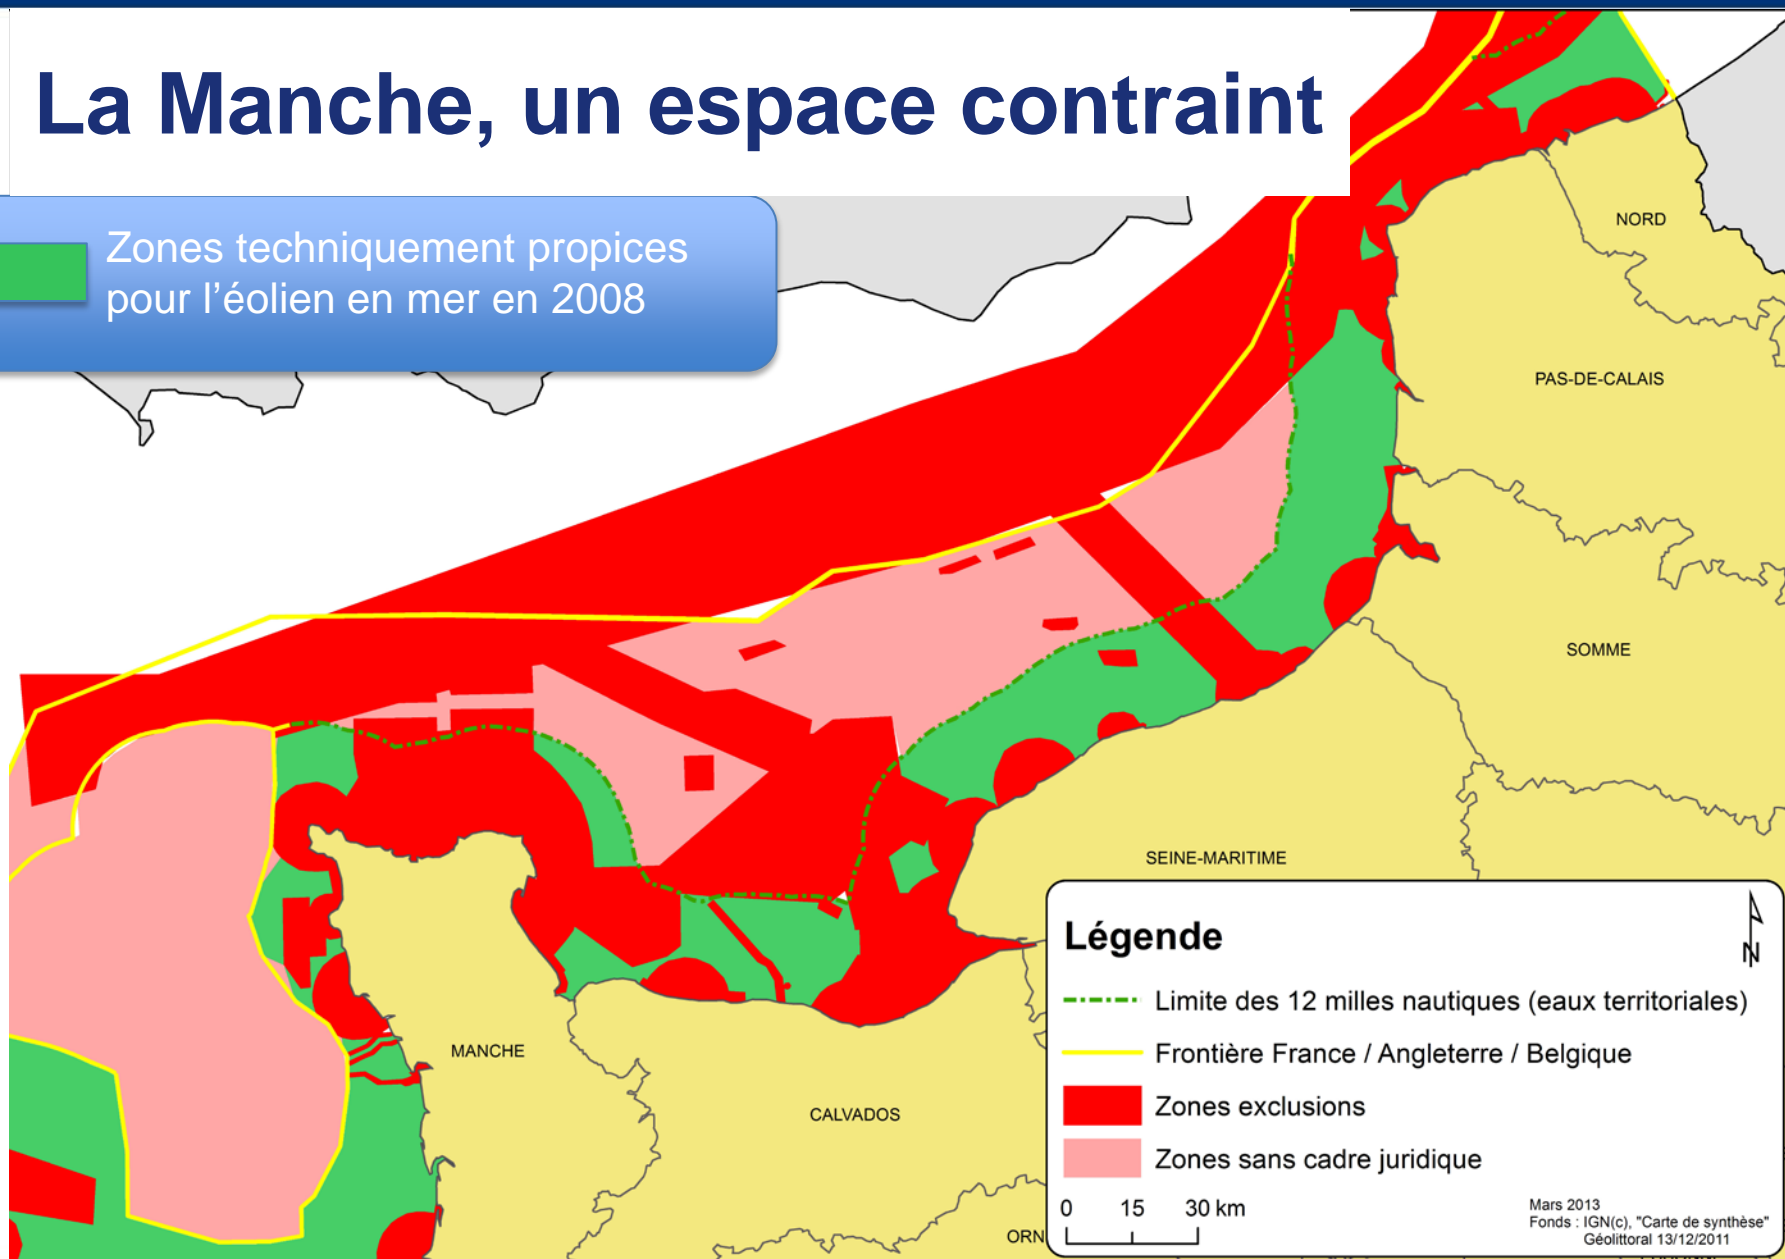 La Manche, un espace contraint
Zones techniquement propices
pour l'éolien en mer en 2008
NORD
PAS-DE-CALAIS
SOMME
SEINE-MARITIME
MANCHE
CALVADOS
ORN
Légende
N
Limite des 12 milles nautiques (eaux territoriales)
Frontière France / Angleterre / Belgique
Zones exclusions
Zones sans cadre juridique
0 15 30 km
Mars 2013
Fonds : IGN(c), "Carte de synthèse"
Géolittoral 13/12/2011